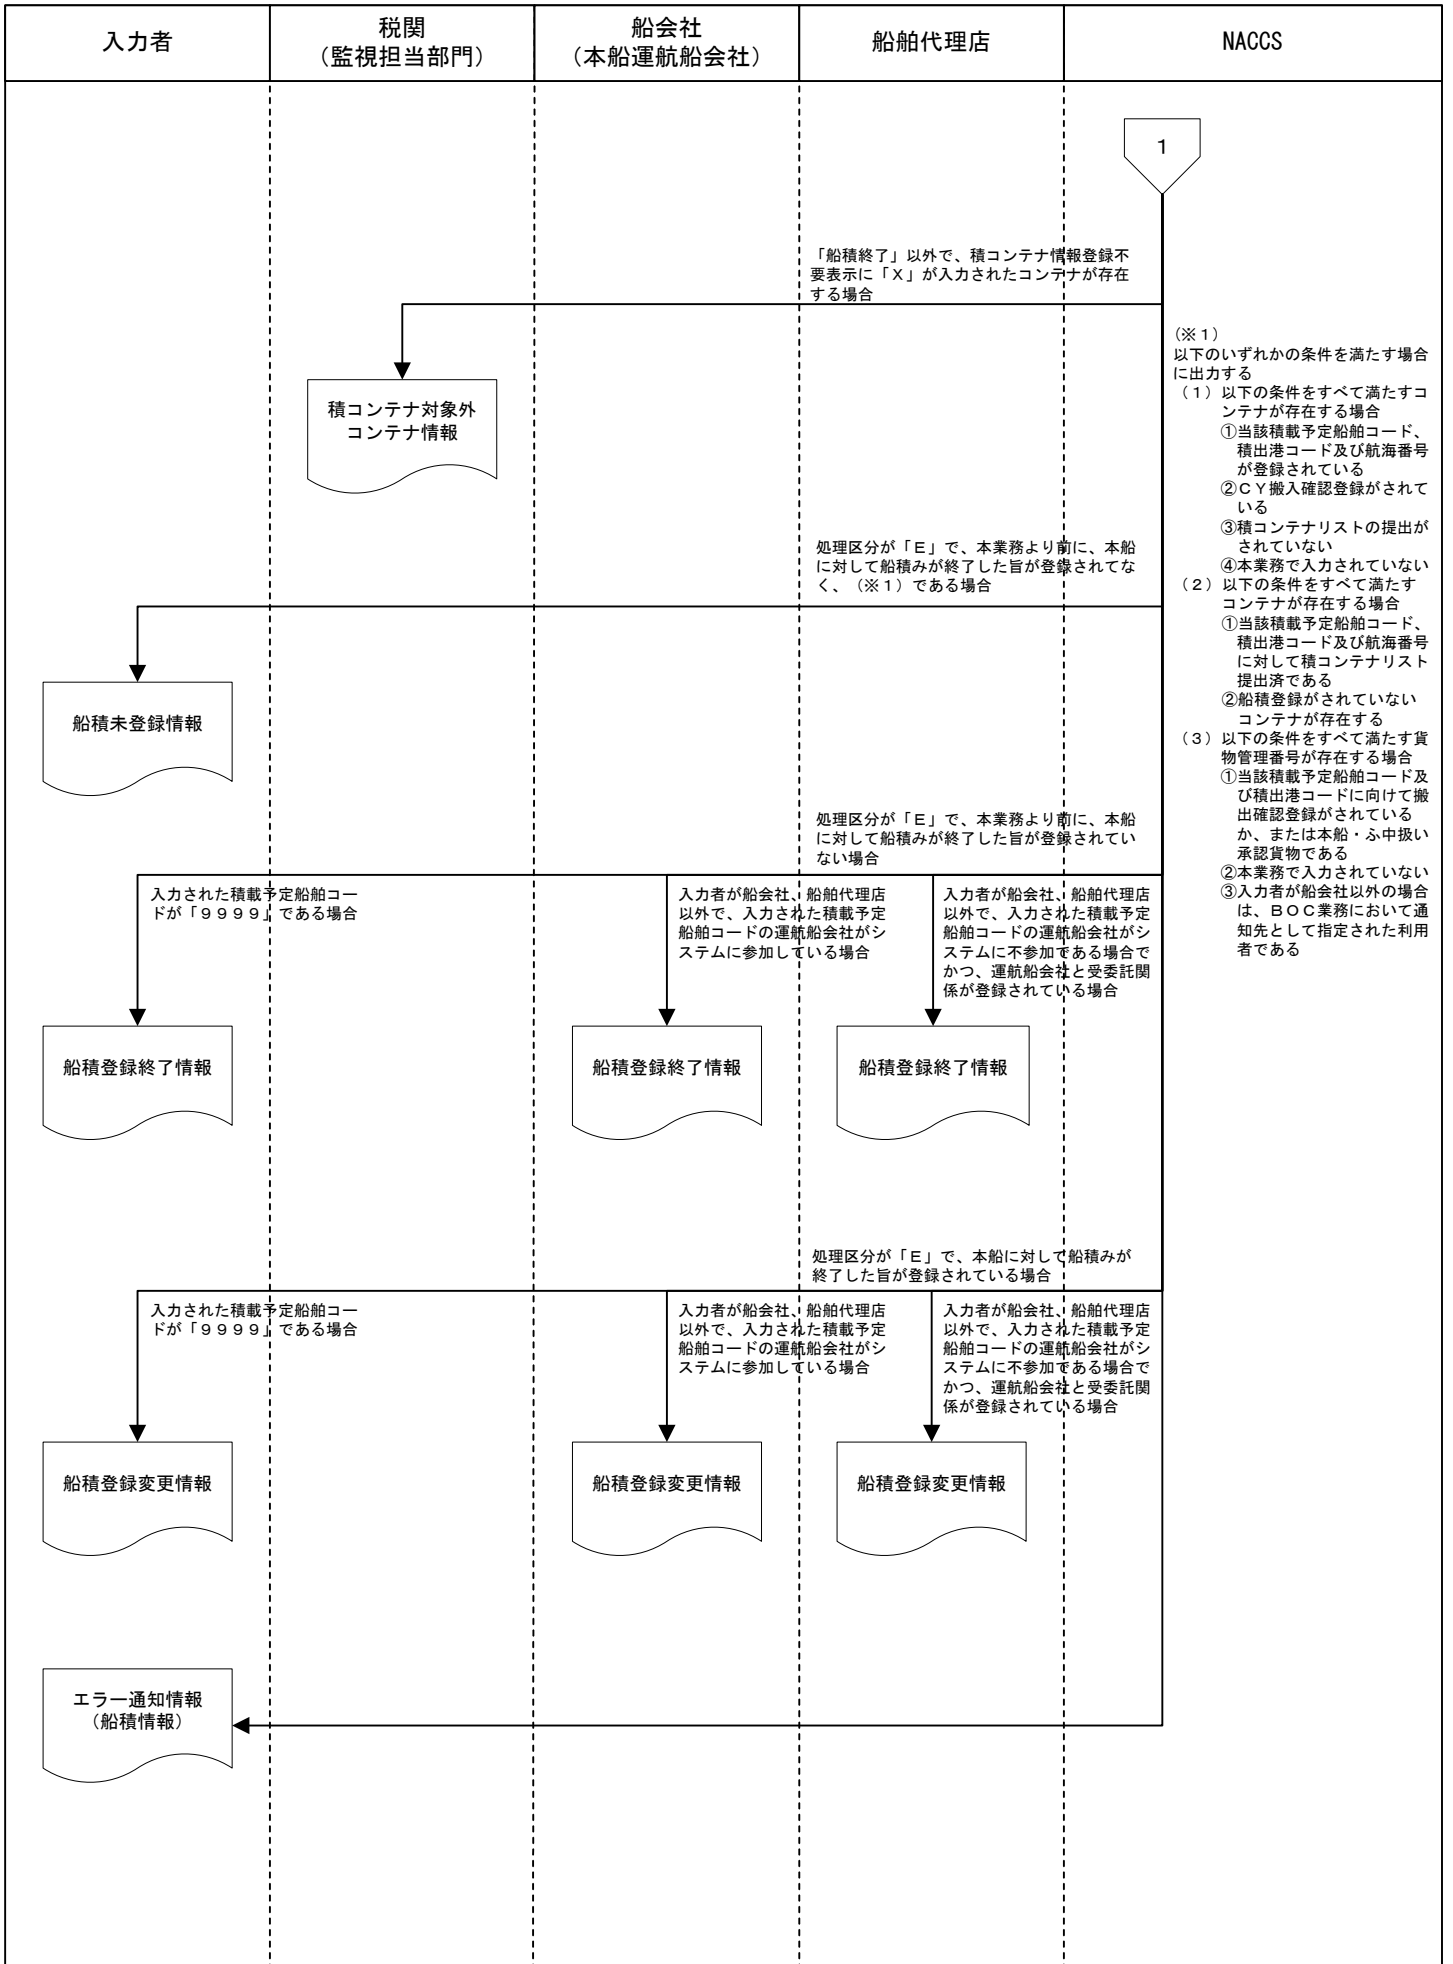 入力者
税関
（監視担当部門）
船会社
（本船運航船会社）
船舶代理店
NACCS
1
「船積終了」以外で、積コンテナ情報登録不
要表示に「X」が入力されたコンテナが存在
する場合
積コンテナ対象外
コンテナ情報
(※1)
以下のいずれかの条件を満たす場合
に出力する
（1）以下の条件をすべて満たすコ
ンテナが存在する場合
①当該積載予定船舶コード、
積出港コード及び航海番号
が登録されている
②ＣＹ搬入確認登録がされて
いる
③積コンテナリストの提出が
されていない
④本業務で入力されていない
（2）以下の条件をすべて満たす
コンテナが存在する場合
①当該積載予定船舶コード、
積出港コード及び航海番号
に対して積コンテナリスト
提出済である
②船積登録がされていない
コンテナが存在する
（3）以下の条件をすべて満たす貨
物管理番号が存在する場合
①当該積載予定船舶コード及
び積出港コードに向けて搬
出確認登録がされている
か、または本船・ふ中扱い
承認貨物である
②本業務で入力されていない
③入力者が船会社以外の場合
は、ＢＯＣ業務において通
知先として指定された利用
者である
処理区分が「Ｅ」で、本業務より前に、本船
に対して船積みが終了した旨が登録されてな
く、（※１）である場合
船積未登録情報
処理区分が「Ｅ」で、本業務より前に、本船
に対して船積みが終了した旨が登録されてい
ない場合
入力された積載予定船舶コー
ドが「９９９９」である場合
入力者が船会社、船舶代理店
以外で、入力された積載予定
船舶コードの運航船会社がシ
ステムに参加している場合
入力者が船会社、船舶代理店
以外で、入力された積載予定
船舶コードの運航船会社がシ
ステムに不参加である場合で
かつ、運航船会社と受委託関
係が登録されている場合
船積登録終了情報
船積登録終了情報
船積登録終了情報
処理区分が「Ｅ」で、本船に対して船積みが
終了した旨が登録されている場合
入力された積載予定船舶コー
ドが「９９９９」である場合
入力者が船会社、船舶代理店
以外で、入力された積載予定
船舶コードの運航船会社がシ
ステムに参加している場合
入力者が船会社、船舶代理店
以外で、入力された積載予定
船舶コードの運航船会社がシ
ステムに不参加である場合で
かつ、運航船会社と受委託関
係が登録されている場合
船積登録変更情報
船積登録変更情報
船積登録変更情報
エラー通知情報
（船積情報）